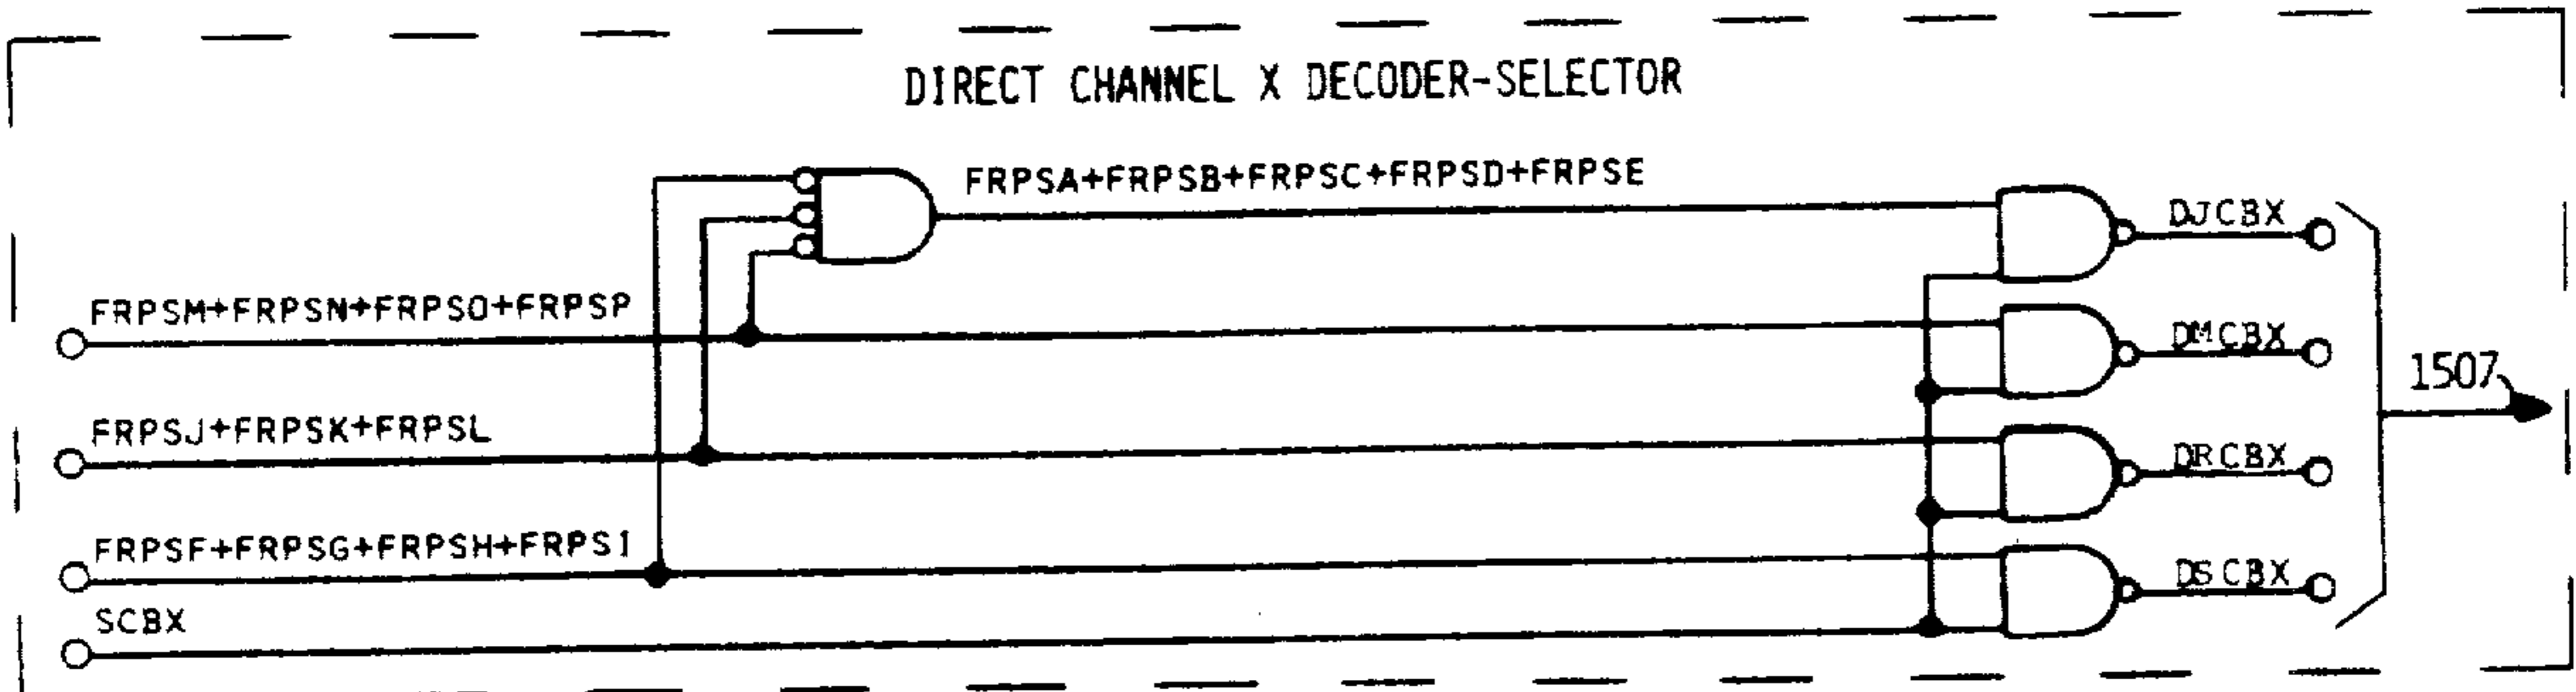 DIRECT CHANNEL X DECODER-SELECTOR
FRPSA+FRPSB+FRPSC+FRPSD+FRPSE
DJCBX
FRPSM+FRPSN+FRPSO+FRPSP
DMCBX
1507
FRPSJ+FRPSK+FRPSL
DRCBX
FRPSF+FRPSG+FRPSH+FRPSI
DSCBX
SCBX